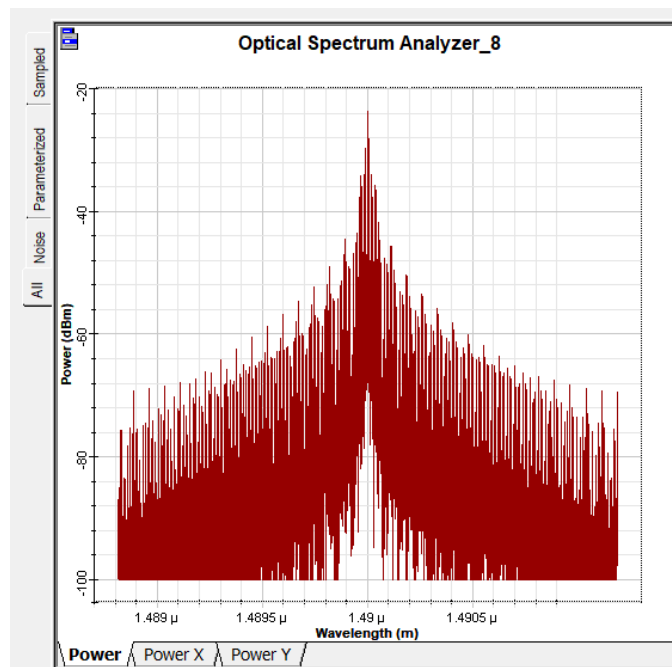 Optical Spectrum Analyzer_8
Sampled
Parameterized
Noise
All
Power (dBm)
-20
-40
-60
-80
-100
1.489 µ 1.4895 µ 1.49 µ 1.4905 µ
Wavelength (m)
Power Power X Power Y